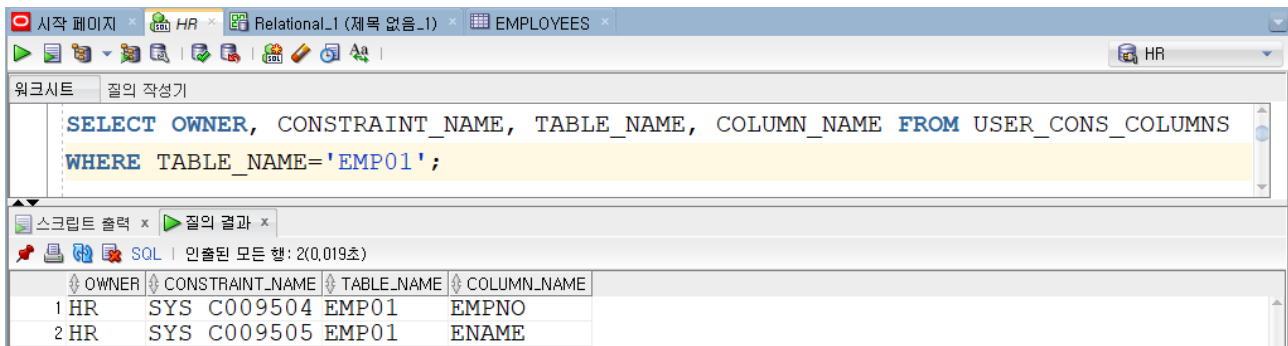 시작 페이지 HR Relational_1 (제목 없음_1) EMPLOYEES
HR
워크시트 질의 작성기
SELECT OWNER, CONSTRAINT_NAME, TABLE_NAME, COLUMN_NAME FROM USER_CONS_COLUMNS
WHERE TABLE_NAME='EMP01';
스크립트 출력 x 질의 결과 x
SQL | 인출된 모든 행: 2(0,019초)
OWNER CONSTRAINT_NAME TABLE_NAME COLUMN_NAME
1 HR SYS_C009504 EMP01 EMPNO
2 HR SYS_C009505 EMP01 ENAME